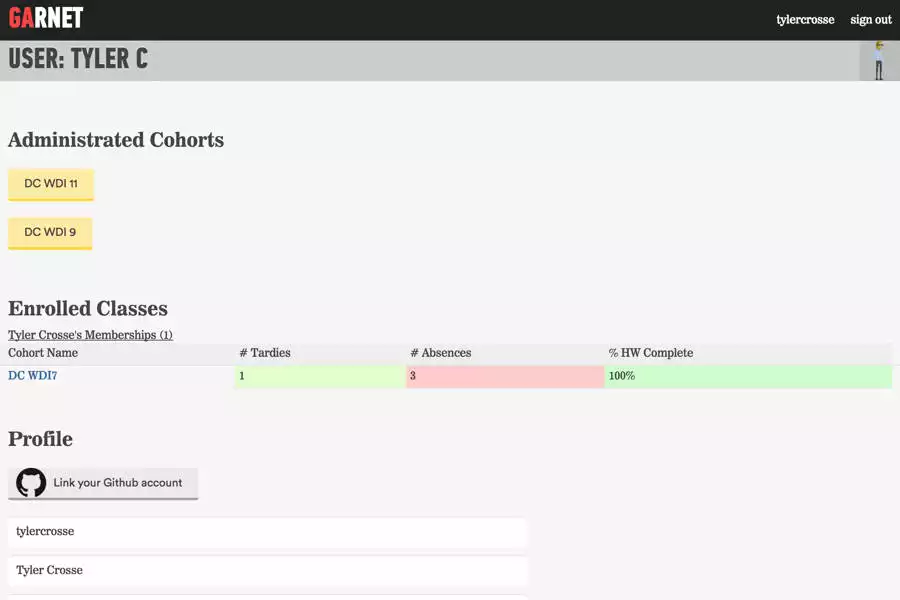 GARNET
tylercrosse sign out
USER: TYLER C
Administrated Cohorts
DC WDI 11
DC WDI 9
Enrolled Classes
Tyler Crosse's Memberships (1)
Cohort Name # Tardies # Absences % HW Complete
DC WDI7 1 3 100%
Profile
Link your Github account
tylercrosse
Tyler Crosse